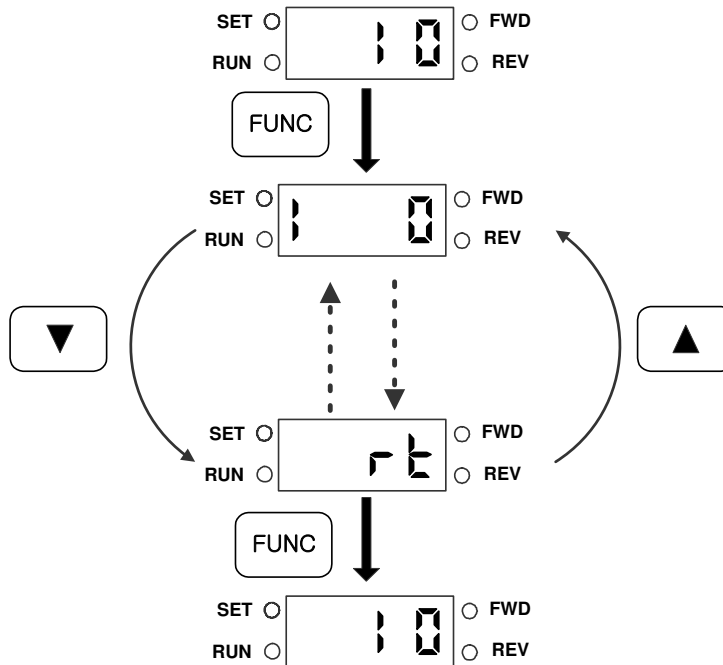 SET 10 FWD
RUN REV
FUNC
SET 1 0 FWD
RUN REV
▼ ▲
SET rt FWD
RUN REV
FUNC
SET 10 FWD
RUN REV